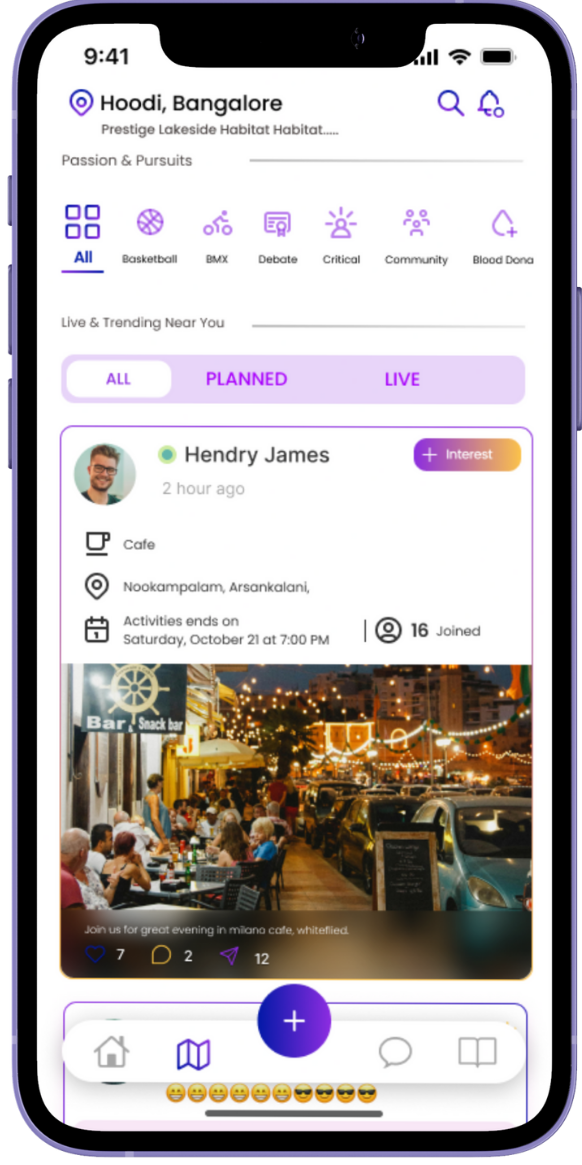 9:41
Hoodi, Bangalore
Prestige Lakeside Habitat Habitat.....
Passion & Pursuits
All Basketball BMX Debate Critical Community Blood Dona
Live & Trending Near You
ALL PLANNED LIVE
Hendry James
+ Interest
2 hour ago
Cafe
Nookampalam, Arsankalani,
Activities ends on
Saturday, October 21 at 7:00 PM
16 Joined
Bar Snack bar
Join us for great evening in milano cafe, whitefiled.
7 2 12
+
😁😁😁😁😁😁😎😎😎😎